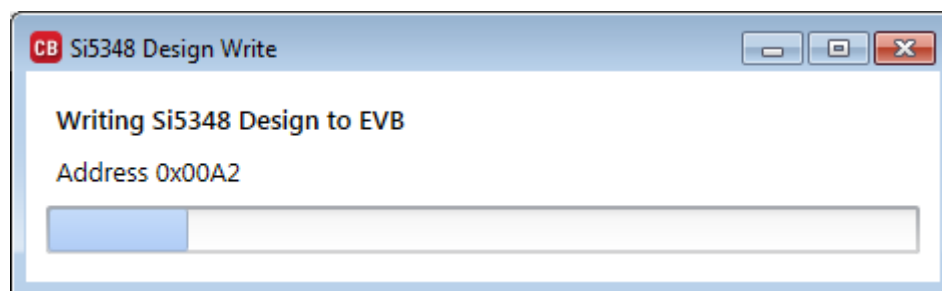 CB Si5348 Design Write
Writing Si5348 Design to EVB
Address 0x00A2